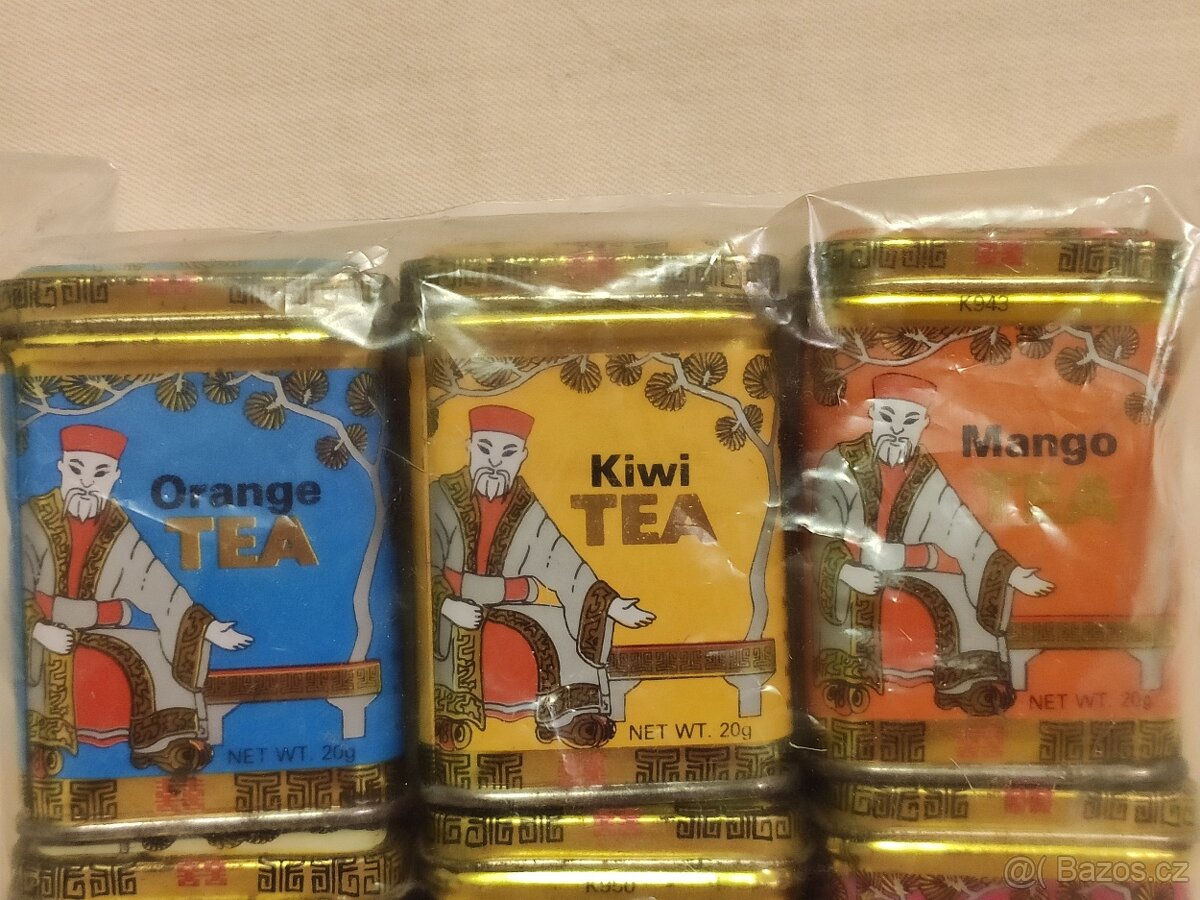 K943
Orange
TEA
NET WT. 20g
Kiwi
TEA
NET WT. 20g
Mango
TEA
NET WT. 20g
K950
@( Bazos.cz